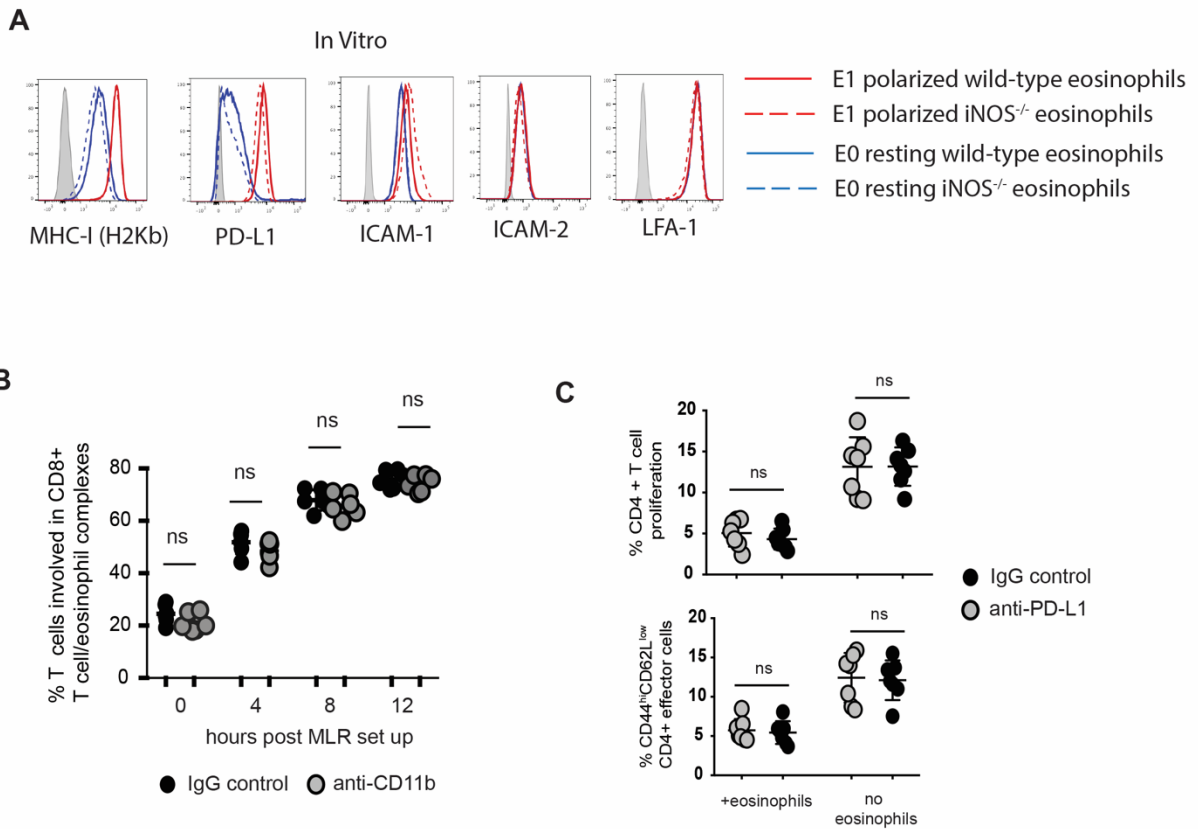 A
In Vitro
MHC-I (H2Kb)
PD-L1
ICAM-1
ICAM-2
LFA-1
E1 polarized wild-type eosinophils
E1 polarized iNOS-/- eosinophils
E0 resting wild-type eosinophils
E0 resting iNOS-/- eosinophils
B
% T cells involved in CD8+
T cell/eosinophil complexes
80
60
40
20
0
ns
ns
ns
ns
0
4
8
12
hours post MLR set up
IgG control
anti-CD11b
C
% CD4 + T cell
proliferation
20
15
10
5
0
ns
ns
IgG control
anti-PD-L1
% CD44hiCD62Llow
CD4+ effector cells
20
15
10
5
0
ns
ns
+eosinophils
no
eosinophils